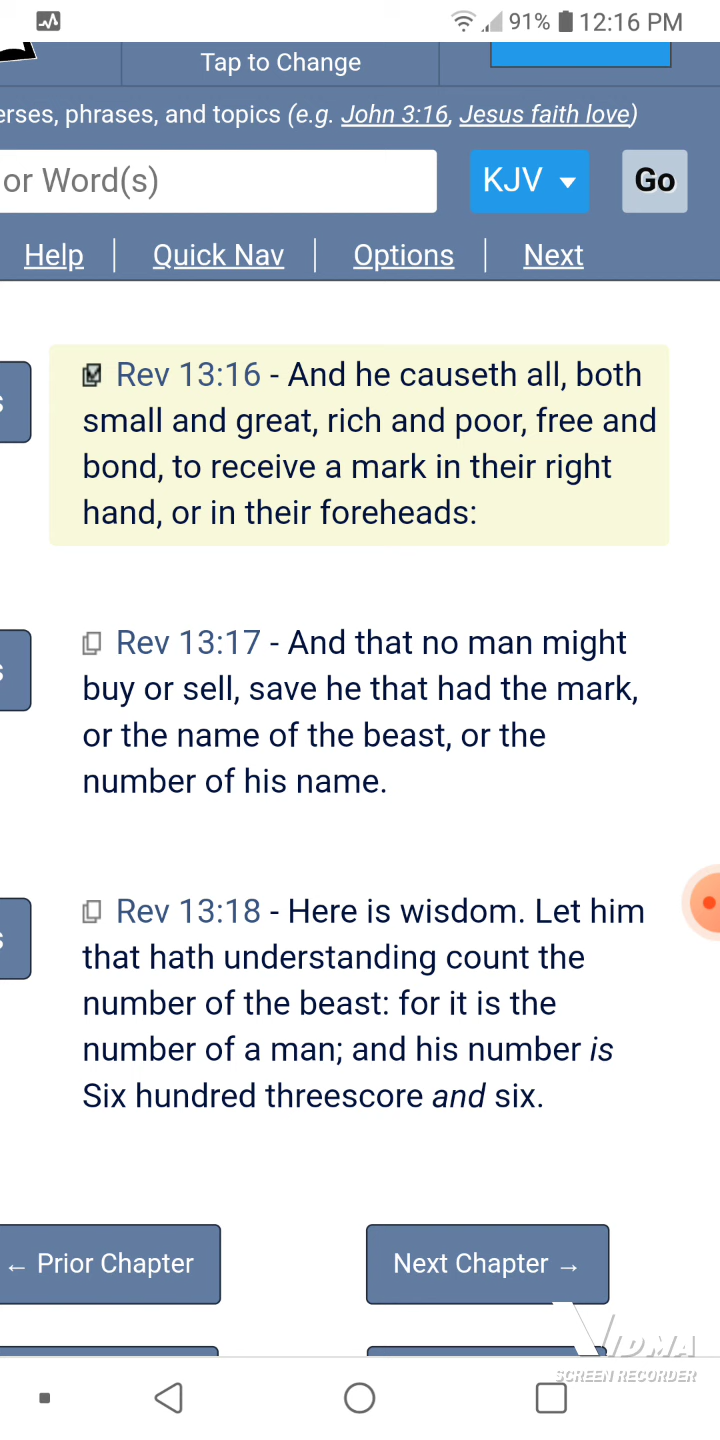 91% 12:16 PM
Tap to Change
erses, phrases, and topics (e.g. John 3:16, Jesus faith love)
or Word(s) KJV Go
Help | Quick Nav | Options | Next
Rev 13:16 - And he causeth all, both
small and great, rich and poor, free and
bond, to receive a mark in their right
hand, or in their foreheads:
Rev 13:17 - And that no man might
buy or sell, save he that had the mark,
or the name of the beast, or the
number of his name.
Rev 13:18 - Here is wisdom. Let him
that hath understanding count the
number of the beast: for it is the
number of a man; and his number is
Six hundred threescore and six.
← Prior Chapter Next Chapter →
VIDMA
SCREEN RECORDER